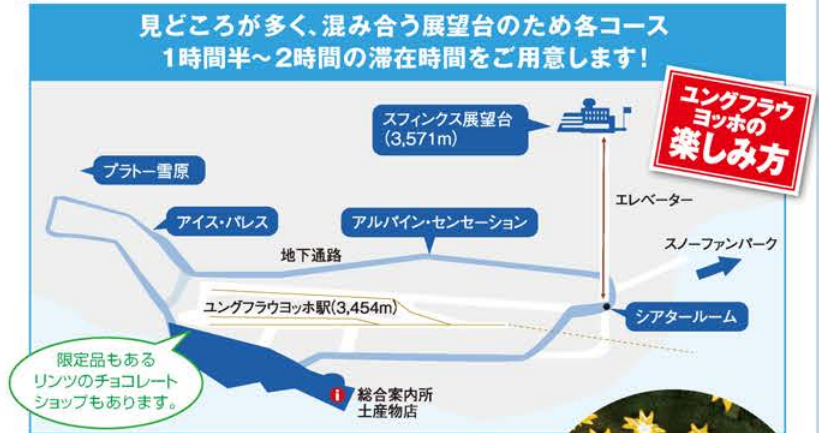 見どころが多く、混み合う展望台のため各コース
1時間半～2時間の滞在時間をご用意します!
ユングフラウ
ヨッホの
楽しみ方
スフィンクス展望台
(3,571m)
プラトー雪原
エレベーター
アイス・パレス
アルパイン・センセーション
スノーファンパーク
地下通路
ユングフラウヨッホ駅(3,454m)
シアタールーム
限定品もある
リンツのチョコレート
ショップもあります。
i 総合案内所
土産物店